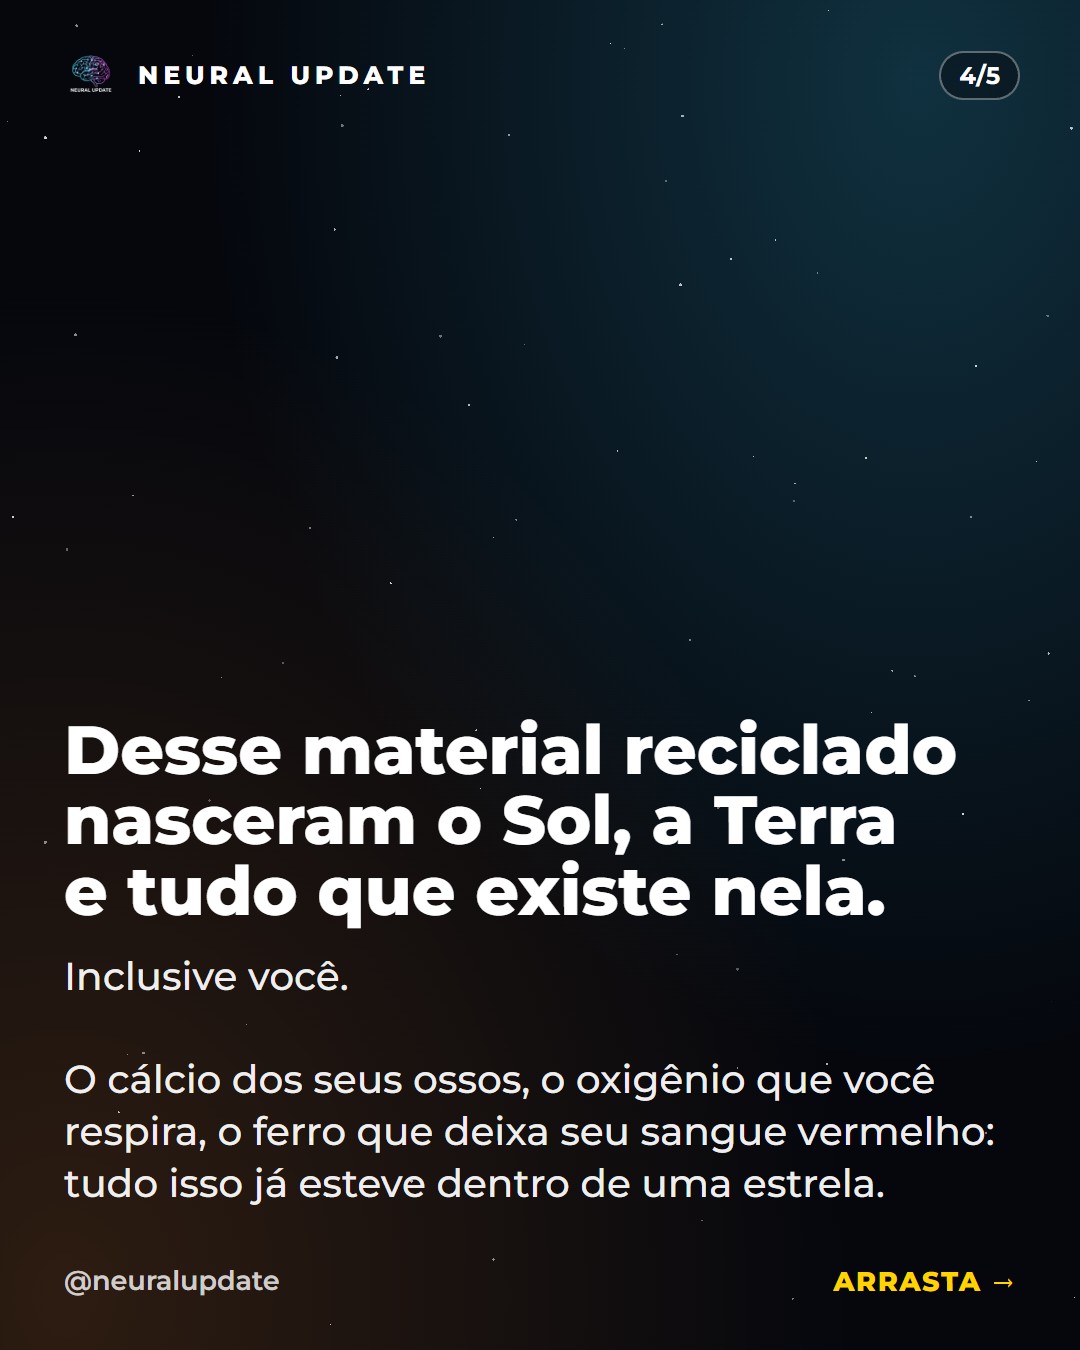 NEURAL UPDATE
NEURAL UPDATE
4/5
Desse material reciclado
nasceram o Sol, a Terra
e tudo que existe nela.
Inclusive você.
O cálcio dos seus ossos, o oxigênio que você
respira, o ferro que deixa seu sangue vermelho:
tudo isso já esteve dentro de uma estrela.
@neuralupdate
ARRASTA →